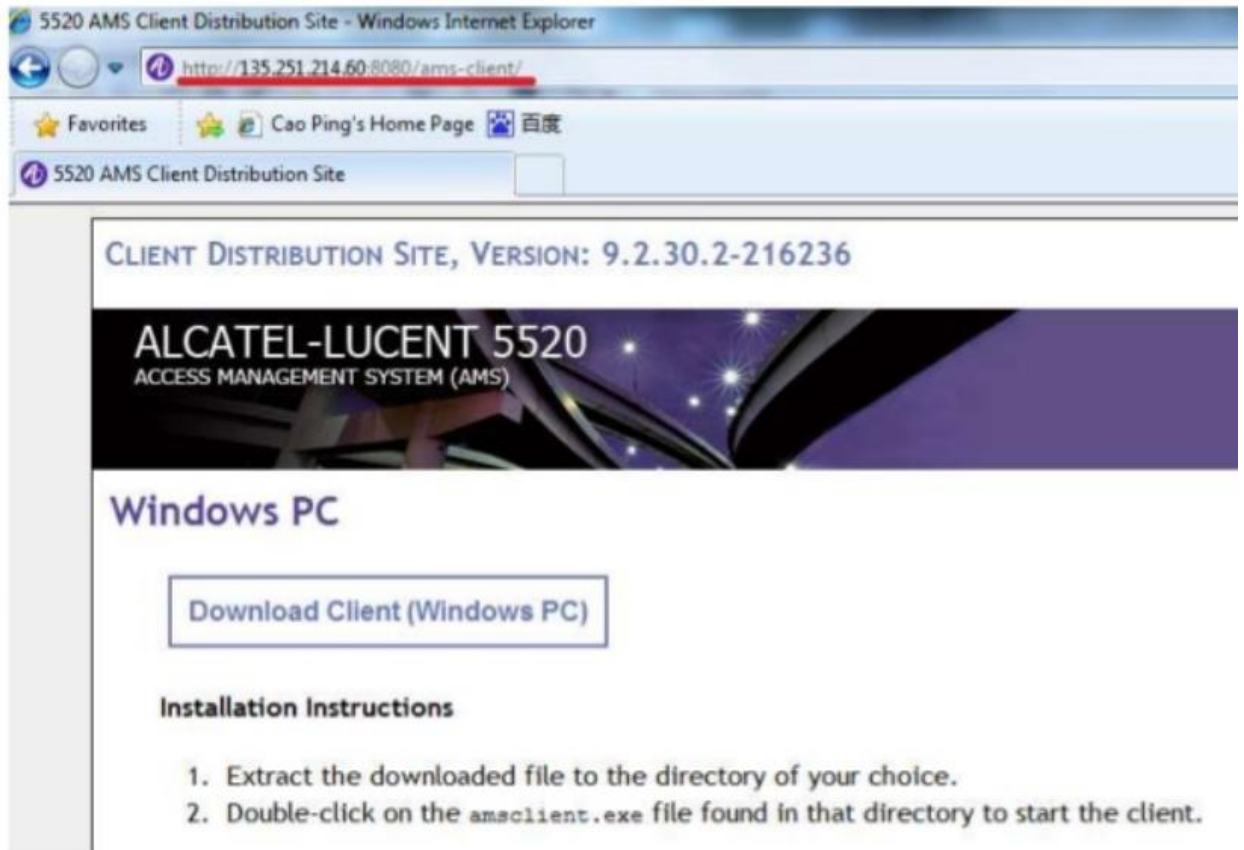 5520 AMS Client Distribution Site - Windows Internet Explorer
http://135.251.214.60:8080/ams-client/
Favorites Cao Ping's Home Page 百度
5520 AMS Client Distribution Site
CLIENT DISTRIBUTION SITE, VERSION: 9.2.30.2-216236
ALCATEL-LUCENT 5520
ACCESS MANAGEMENT SYSTEM (AMS)
Windows PC
Download Client (Windows PC)
Installation Instructions
1. Extract the downloaded file to the directory of your choice.
2. Double-click on the amsclient.exe file found in that directory to start the client.